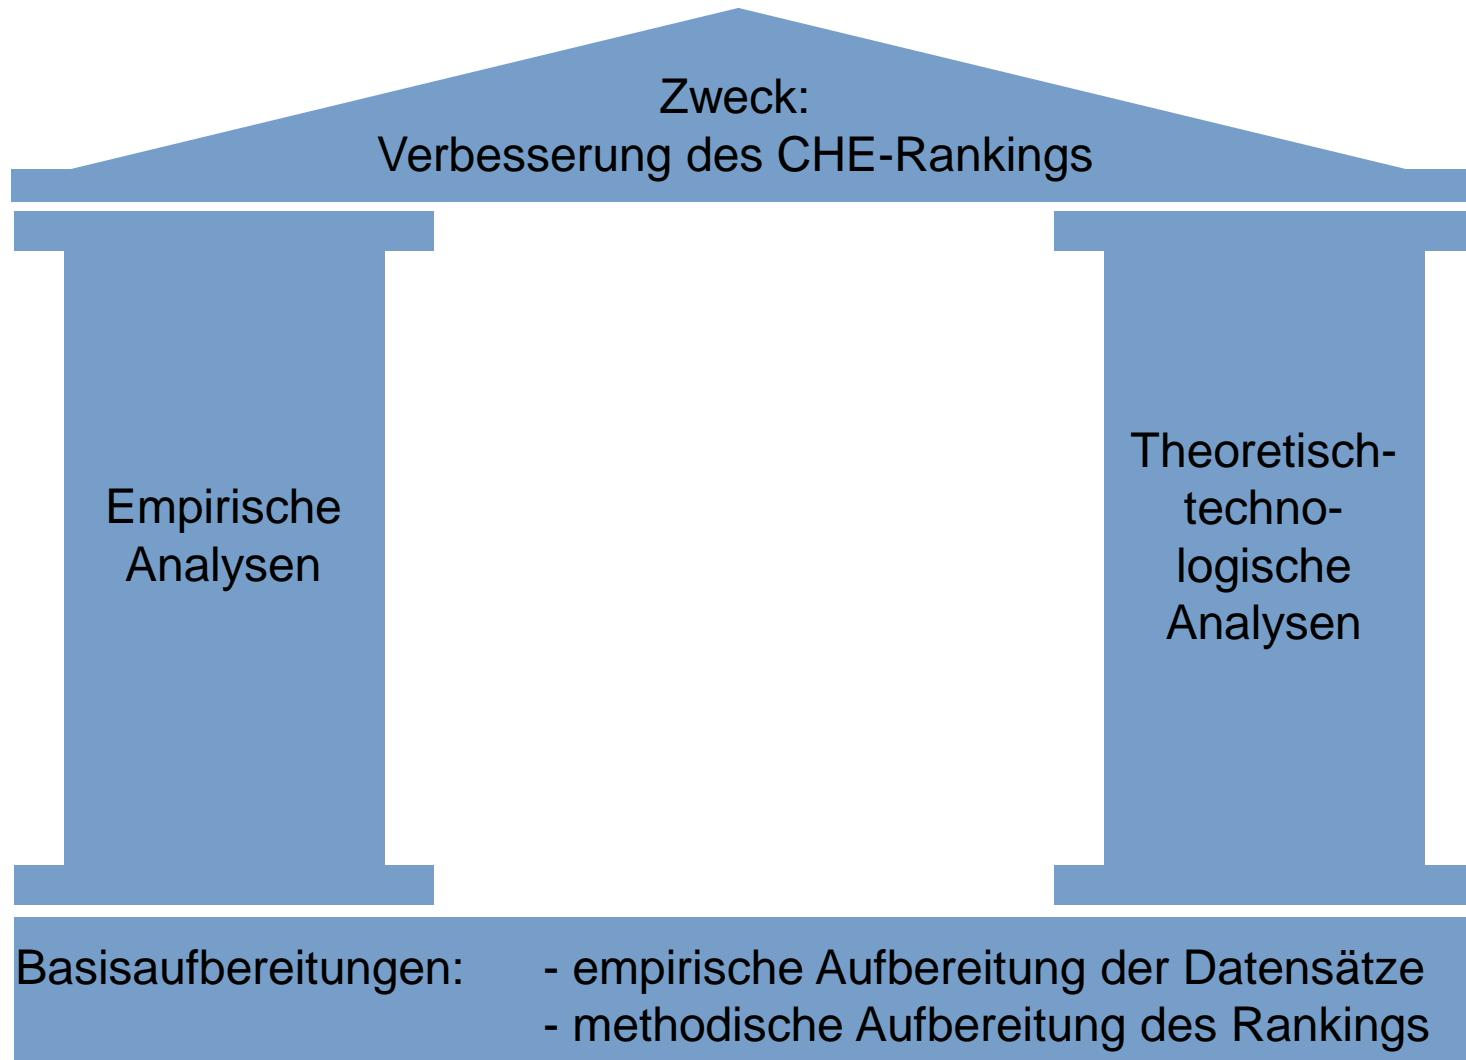 Zweck:
Verbesserung des CHE-Rankings
Empirische
Analysen
Theoretisch-
techno-
logische
Analysen
Basisaufbereitungen: - empirische Aufbereitung der Datensätze
- methodische Aufbereitung des Rankings